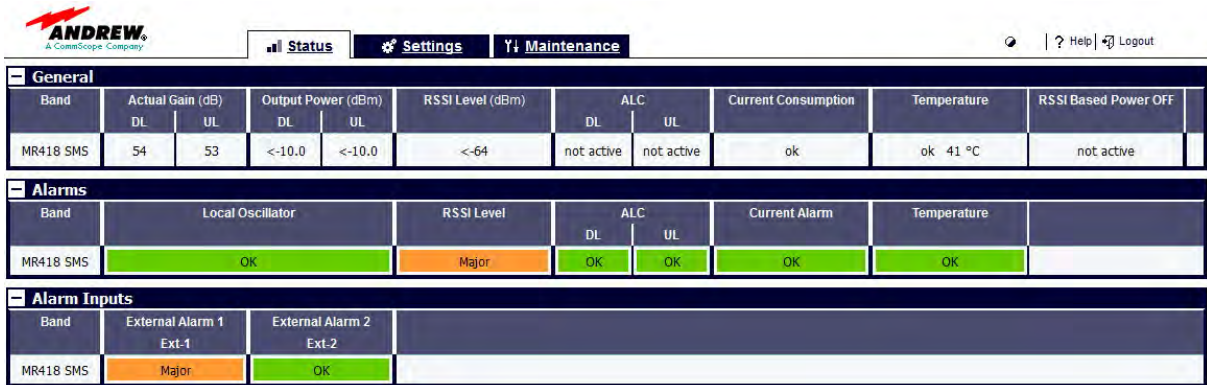 ANDREW.
A CommScope Company
Status
Settings
Maintenance
? Help
Logout
General
Band Actual Gain (dB) Output Power (dBm) RSSI Level (dBm) ALC Current Consumption Temperature RSSI Based Power OFF
DL UL DL UL DL UL
MR418 SMS 54 53 <-10.0 <-10.0 <-64 not active not active ok ok 41 °C not active
Alarms
Band Local Oscillator RSSI Level ALC Current Alarm Temperature
DL UL
MR418 SMS OK Major OK OK OK OK
Alarm Inputs
Band External Alarm 1 External Alarm 2
Ext-1 Ext-2
MR418 SMS Major OK